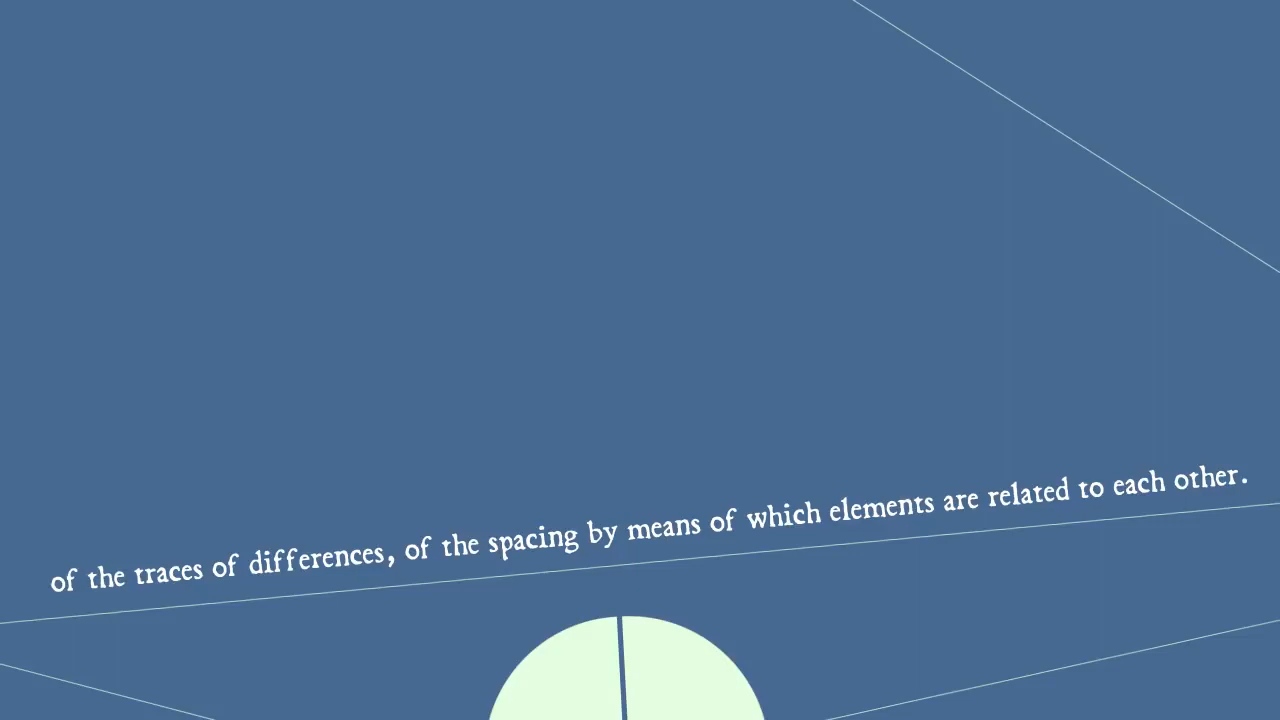 of the traces of differences, of the spacing by means of which elements are related to each other.